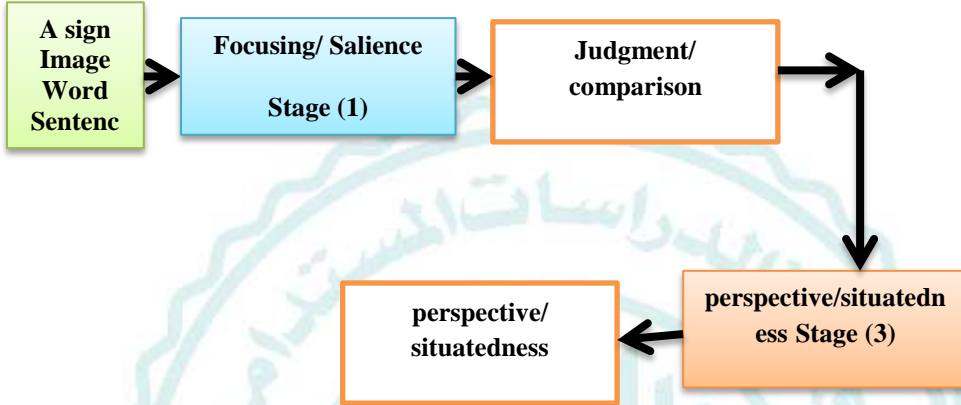 A sign
Image
Word
Sentenc
Focusing/ Salience
Stage (1)
Judgment/
comparison
perspective/situatedn
ess Stage (3)
perspective/
situatedness